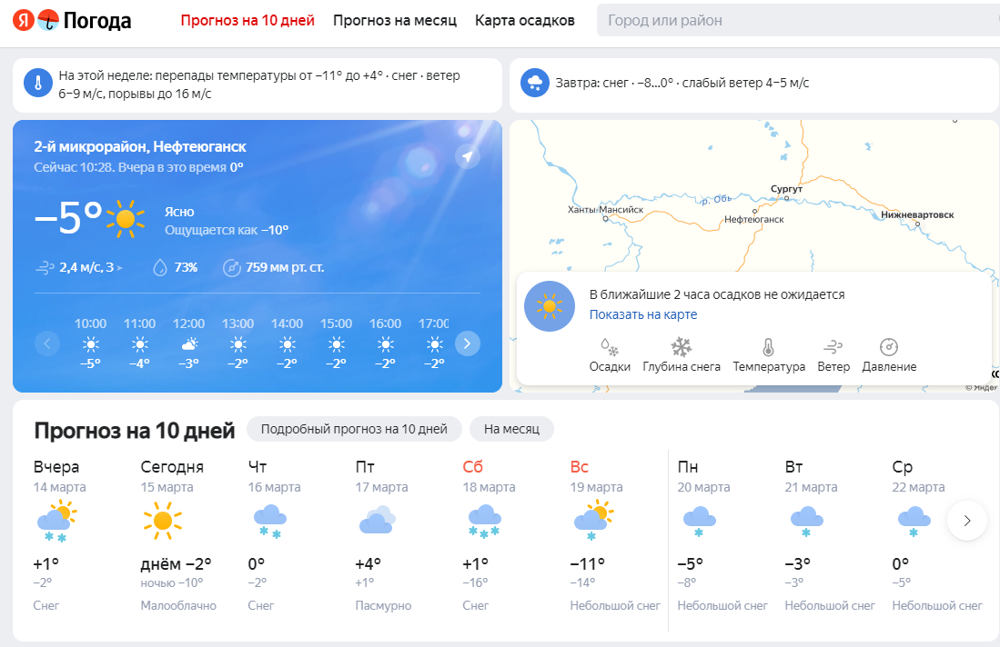 Я Погода
Прогноз на 10 дней
Прогноз на месяц
Карта осадков
Город или район
На этой неделе: перепады температуры от −11° до +4° · снег · ветер
6−9 м/с, порывы до 16 м/с
Завтра: снег · −8...0° · слабый ветер 4−5 м/с
2-й микрорайон, Нефтеюганск
Сейчас 10:28. Вчера в это время 0°
−5°
Ясно
Ощущается как −10°
2,4 м/с, З
73%
759 мм рт. ст.
10:00 11:00 12:00 13:00 14:00 15:00 16:00 17:00
−5° −4° −3° −2° −2° −2° −2° −2°
р. Обь
Сургут
Ханты-Мансийск
Нефтеюганск
Нижневартовск
В ближайшие 2 часа осадков не ожидается
Показать на карте
Осадки Глубина снега Температура Ветер Давление
© Яндек
Прогноз на 10 дней
Подробный прогноз на 10 дней
На месяц
Вчера Сегодня Чт Пт Сб Вс Пн Вт Ср
14 марта 15 марта 16 марта 17 марта 18 марта 19 марта 20 марта 21 марта 22 марта
+1° днём −2° 0° +4° +1° −11° −5° −3° 0°
−2° ночью −10° −2° +1° −16° −14° −8° −3° −5°
Снег Малооблачно Снег Пасмурно Снег Небольшой снег Небольшой снег Небольшой снег Небольшой снег